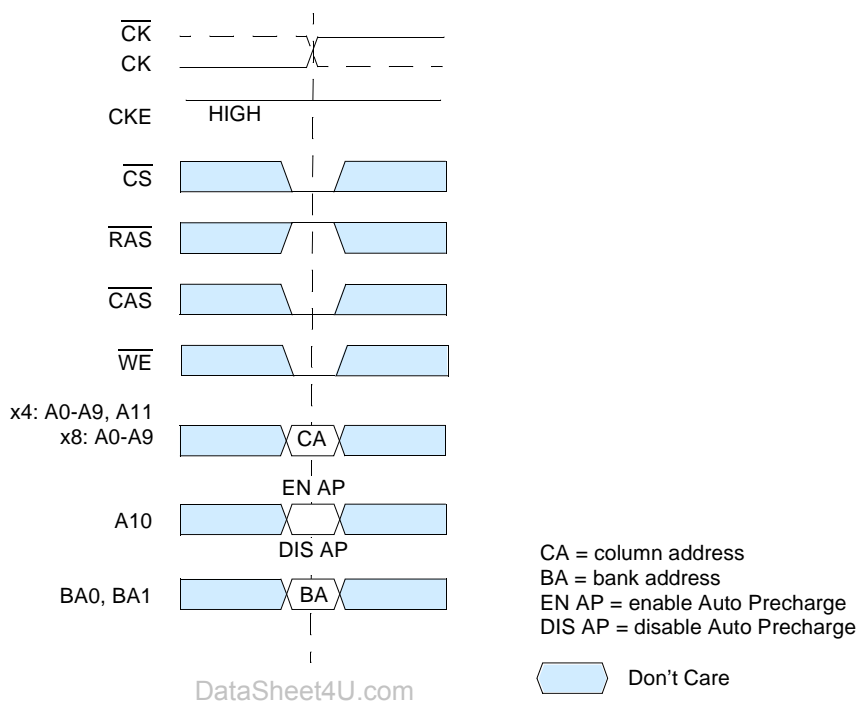 CK
CK
CKE
HIGH
CS
RAS
CAS
WE
x4: A0-A9, A11
x8: A0-A9
CA
EN AP
A10
DIS AP
BA0, BA1
BA
CA = column address
BA = bank address
EN AP = enable Auto Precharge
DIS AP = disable Auto Precharge
Don't Care
DataSheet4U.com